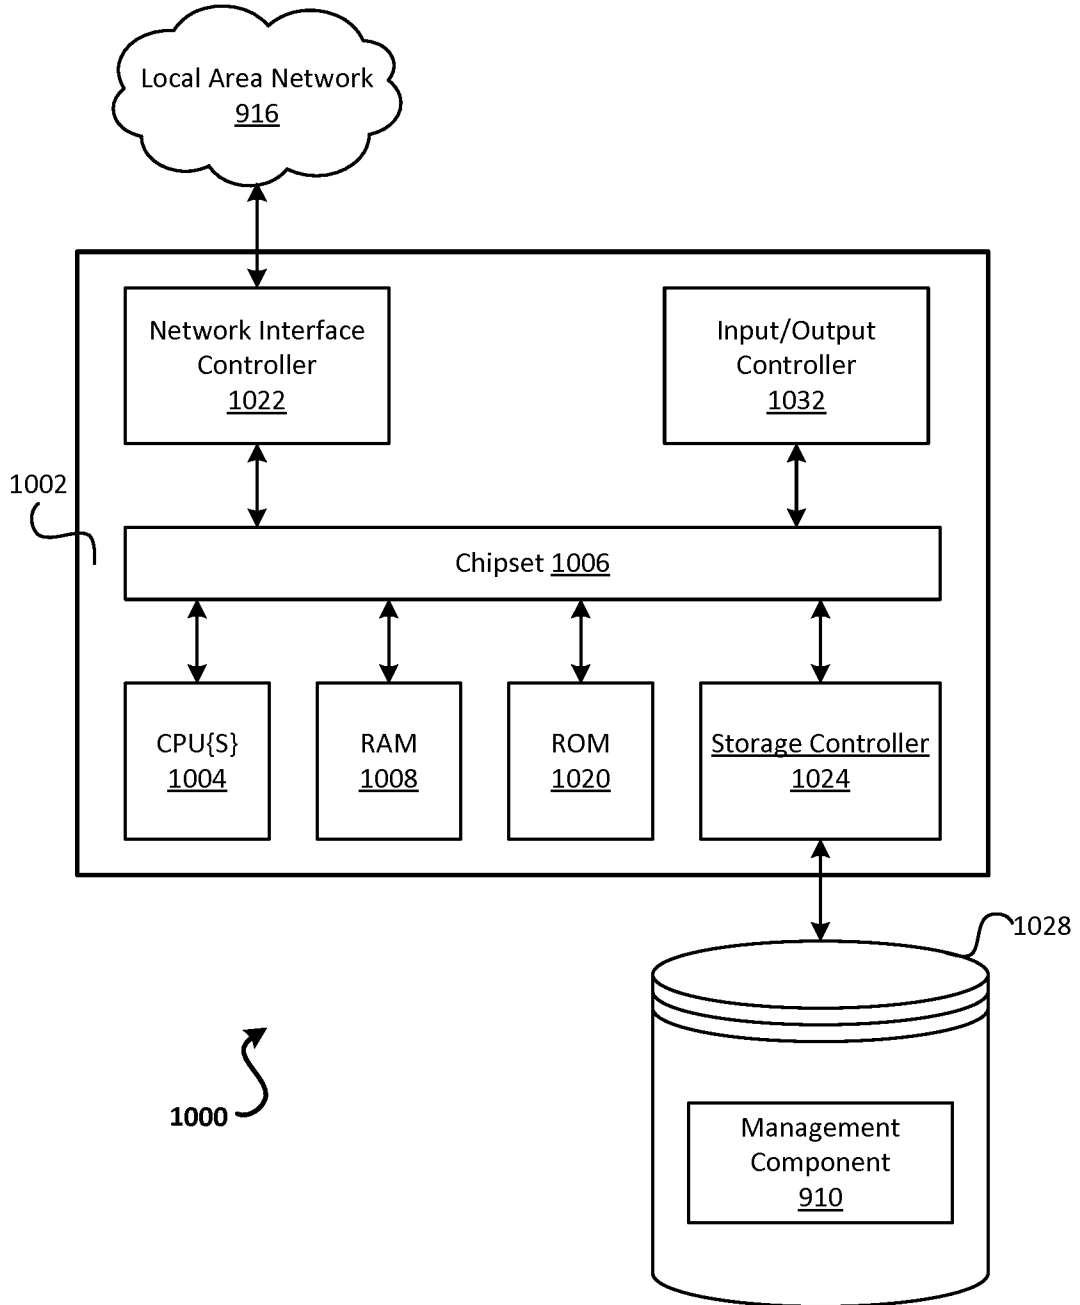 Local Area Network
916
Network Interface
Controller
1022
Input/Output
Controller
1032
1002
Chipset 1006
CPU{S}
1004
RAM
1008
ROM
1020
Storage Controller
1024
1028
1000
Management
Component
910